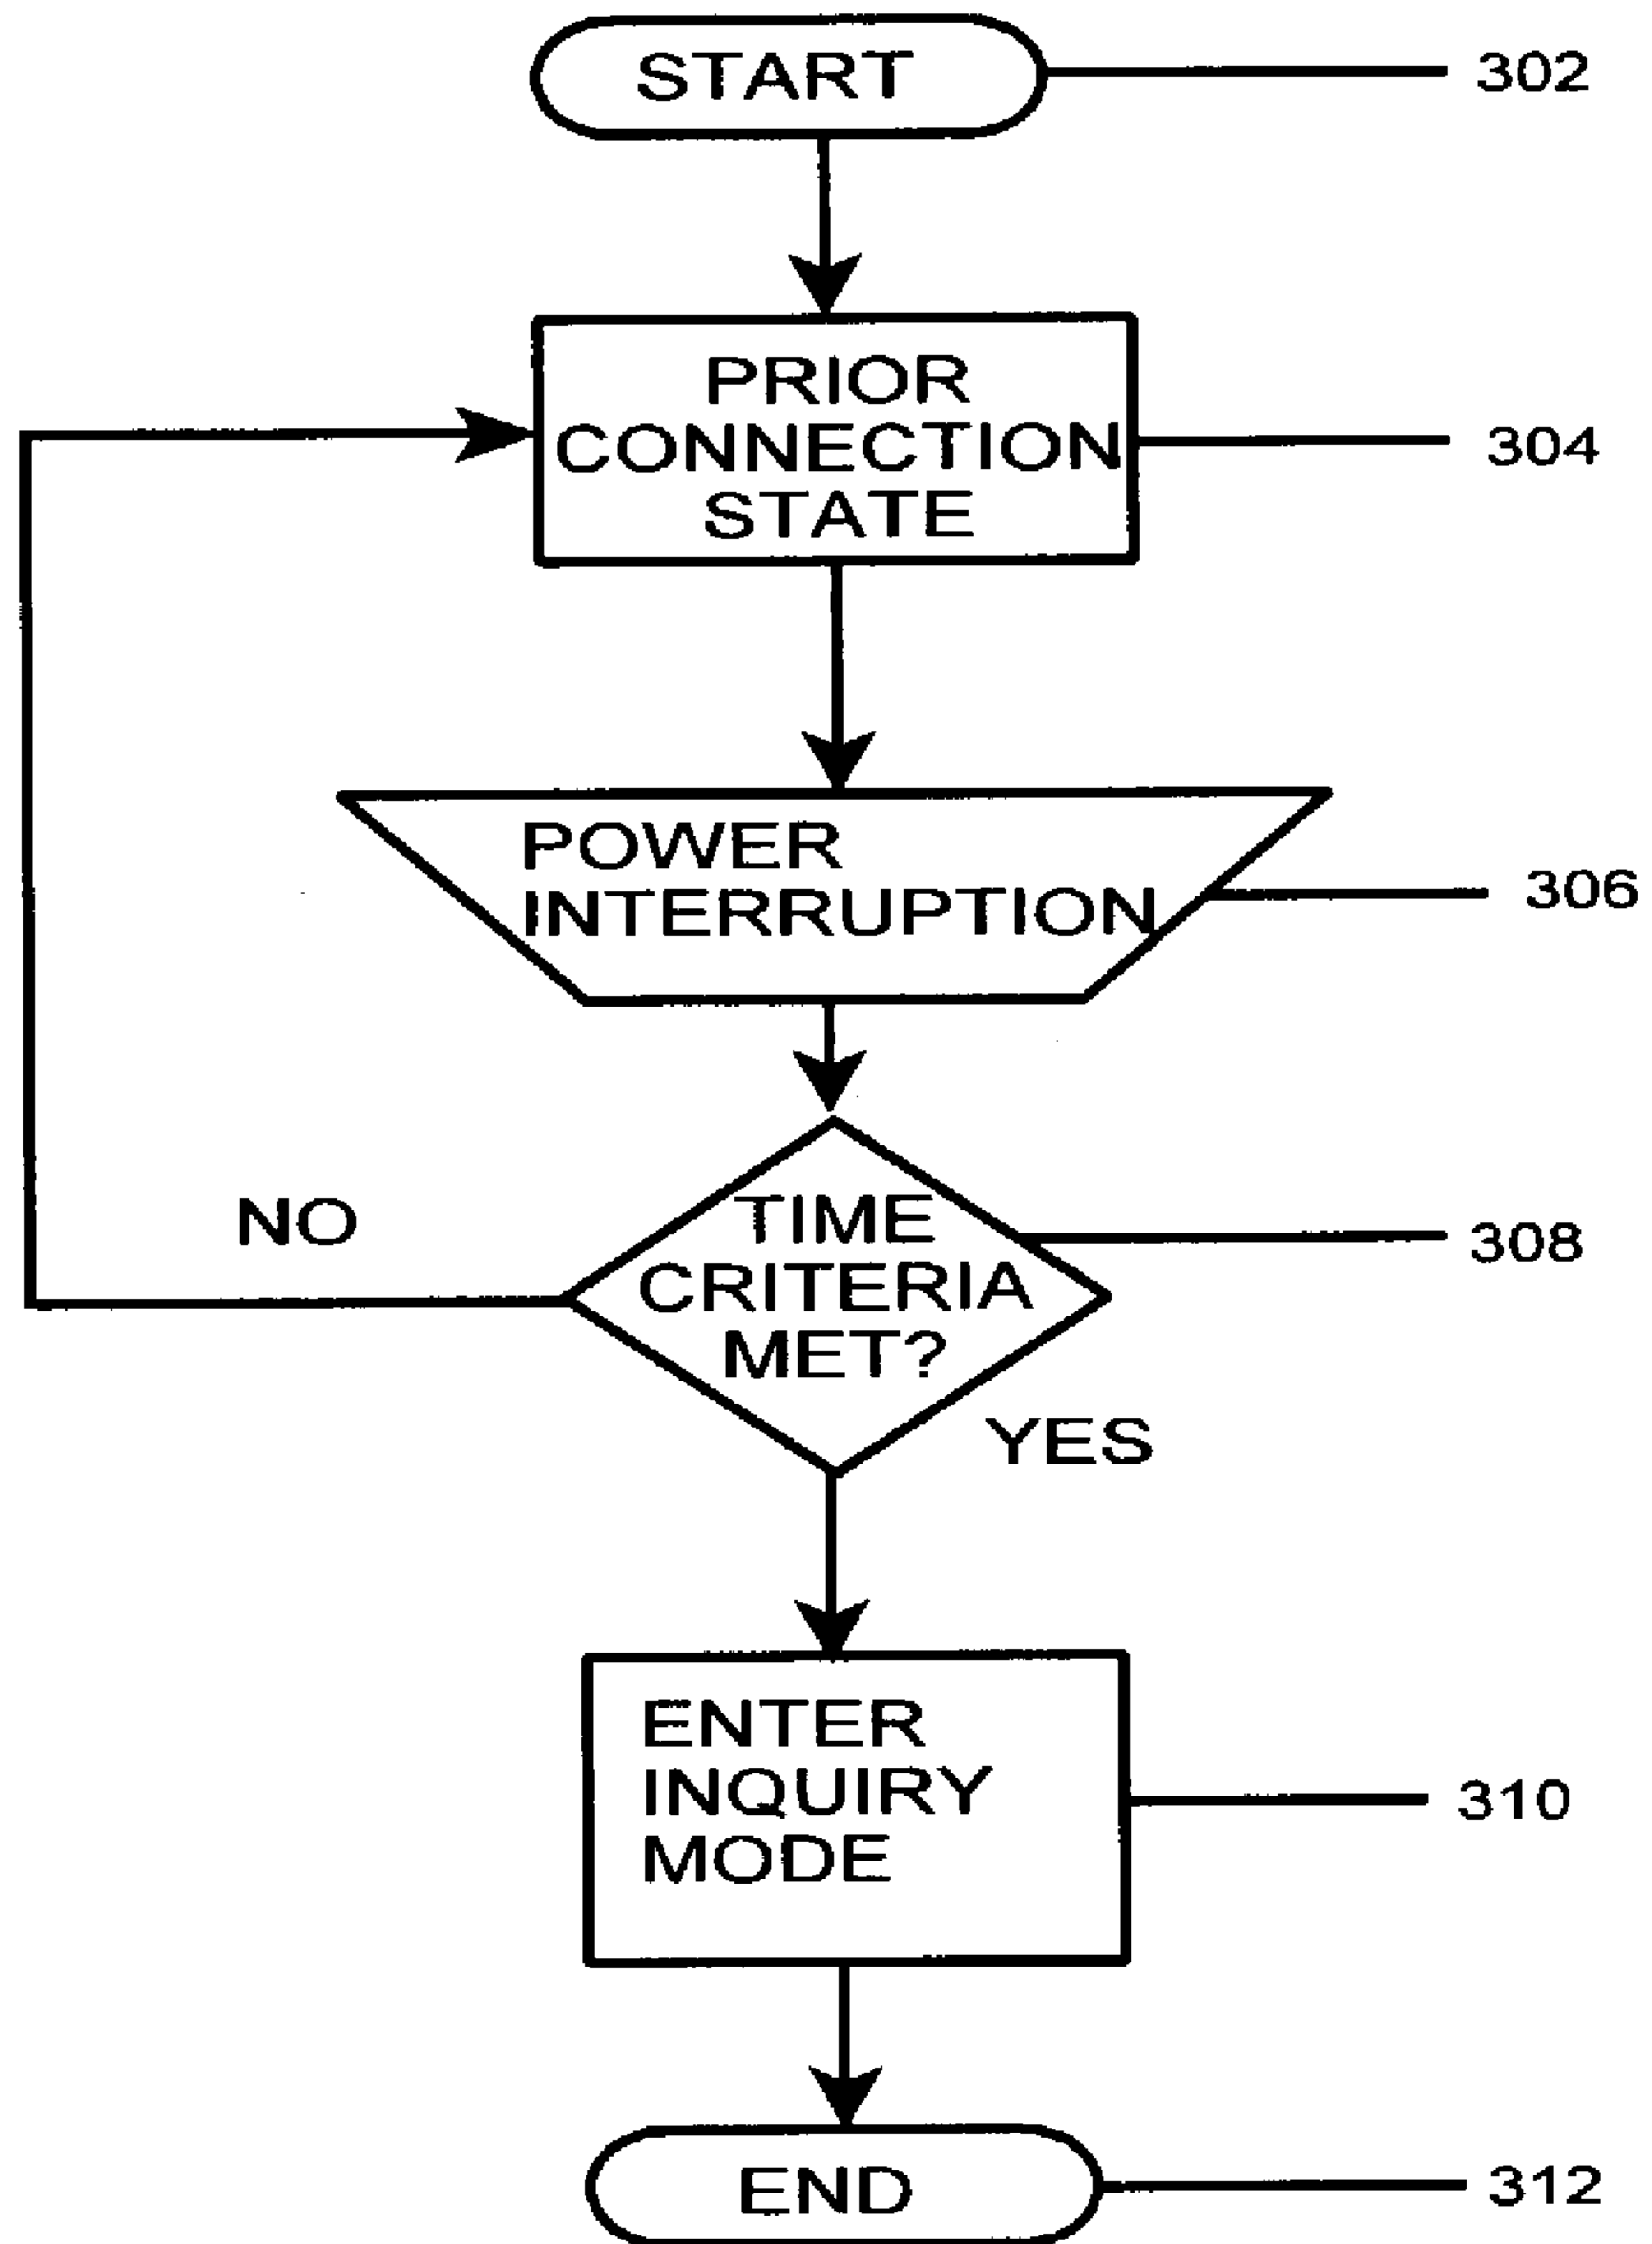 START
302
PRIOR
CONNECTION
STATE
304
POWER
INTERRUPTION
306
TIME
CRITERIA
MET?
308
NO
YES
ENTER
INQUIRY
MODE
310
END
312